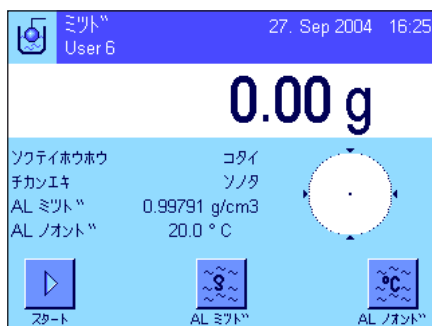 ミツド゛ 27. Sep 2004 16:25
User 6
0.00 g
ソクテイホウホウ コタイ
チカンエキ ソノタ
AL ミツド゛ 0.99791 g/cm3
AL ノオンド゛ 20.0 ° C
°C
スタート AL ミツド゛ AL ノオンド゛